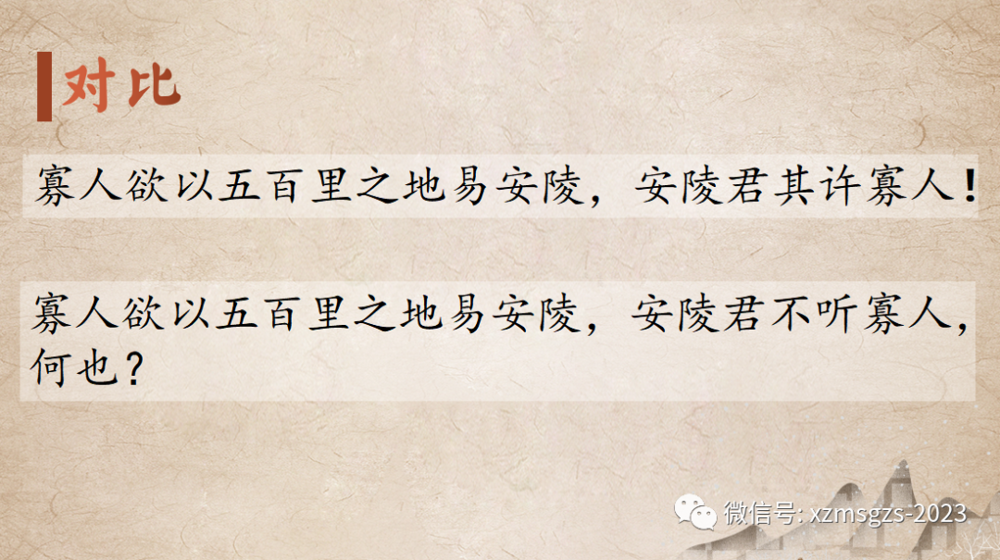 对比
寡人欲以五百里之地易安陵，安陵君其许寡人！
寡人欲以五百里之地易安陵，安陵君不听寡人，
何也？
微信号: xzmsgzs-2023